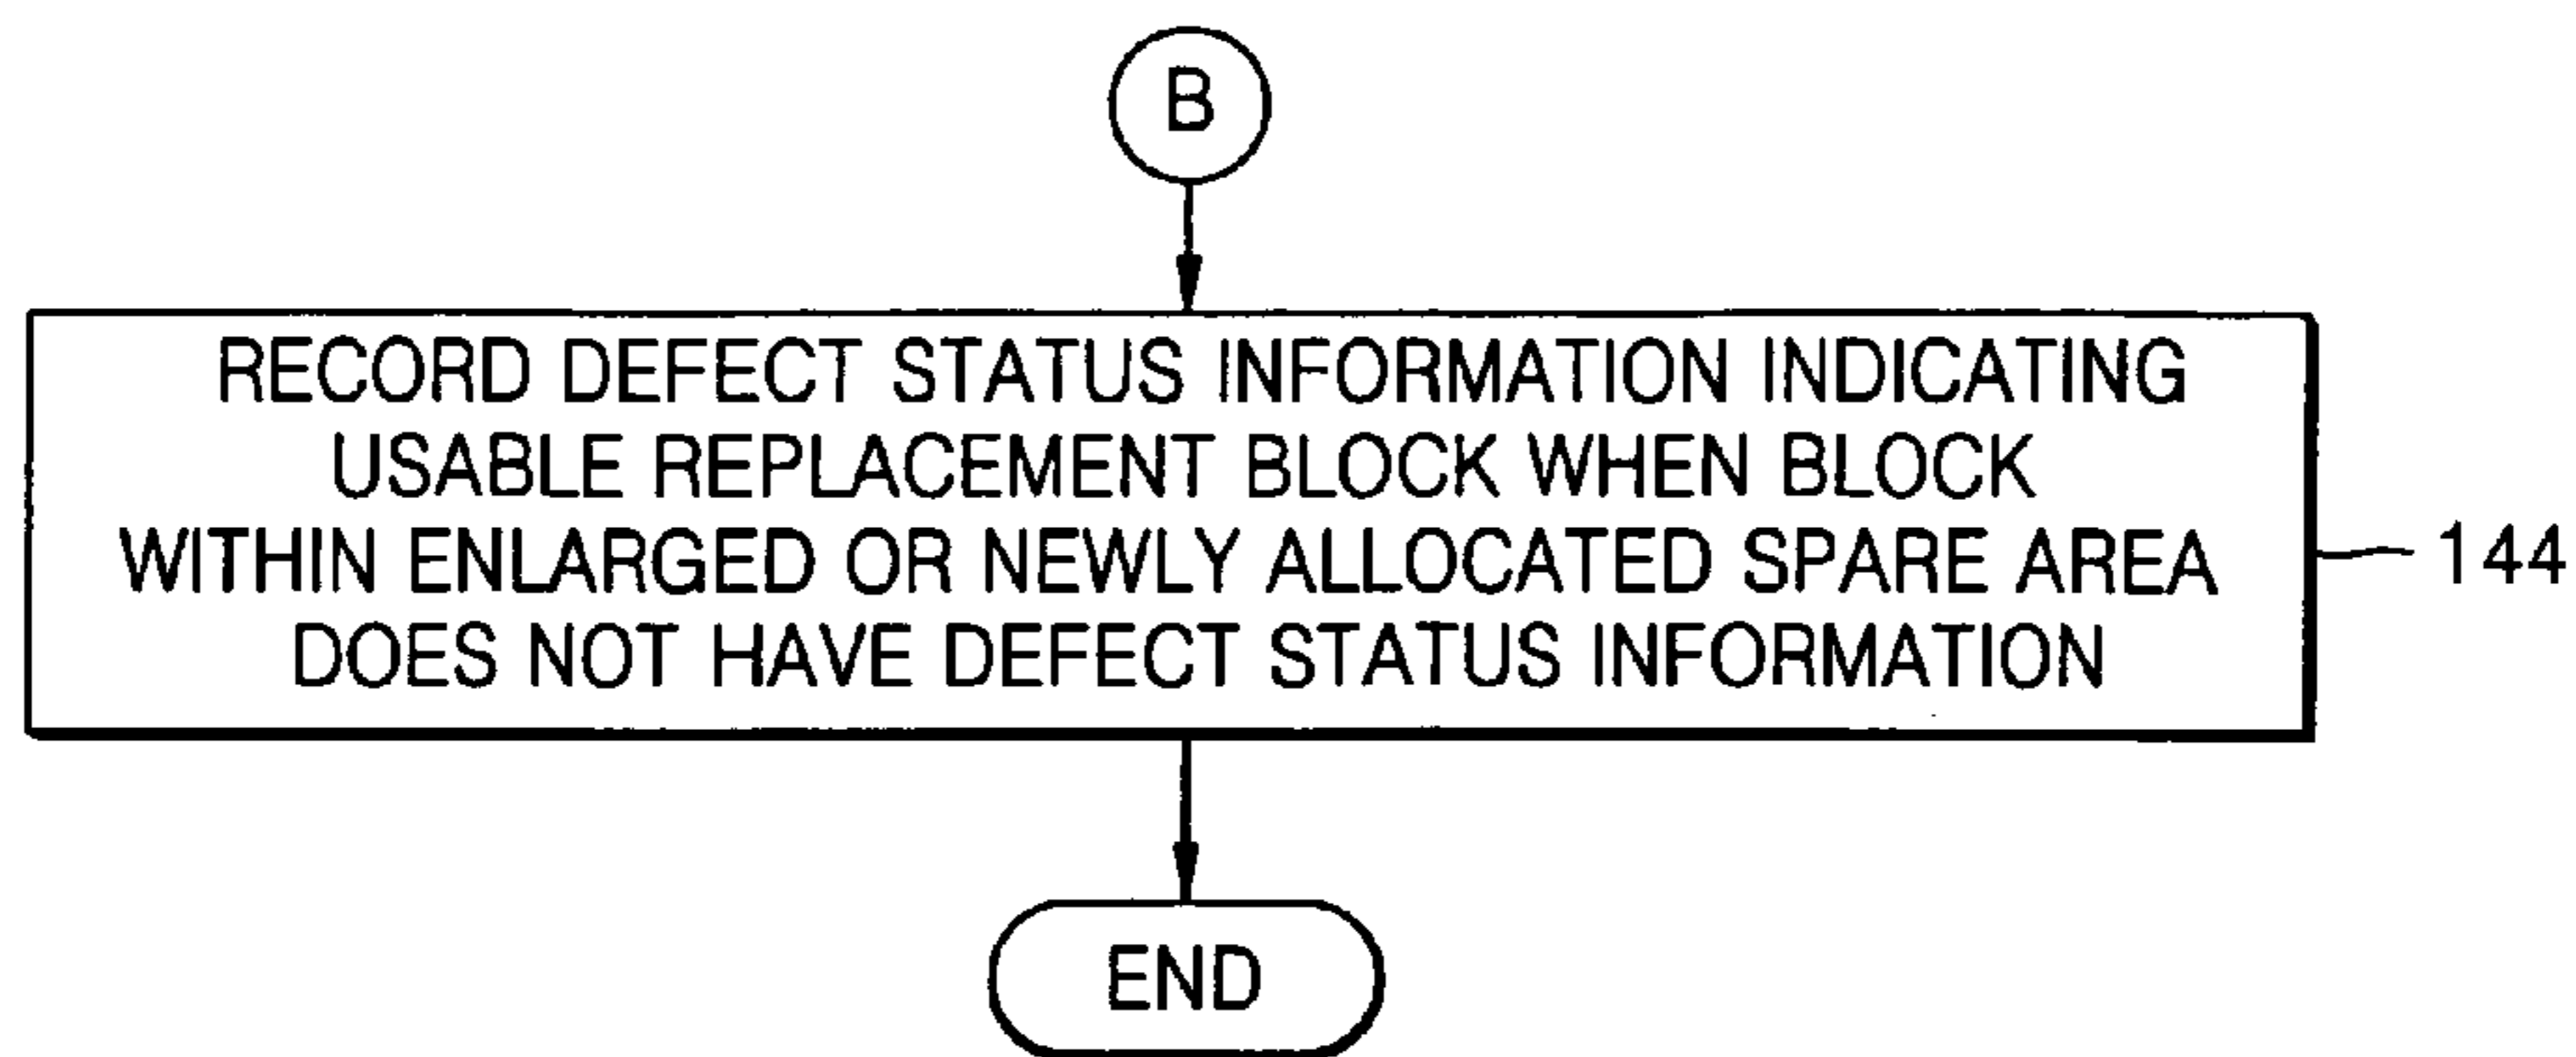 B
RECORD DEFECT STATUS INFORMATION INDICATING
USABLE REPLACEMENT BLOCK WHEN BLOCK
WITHIN ENLARGED OR NEWLY ALLOCATED SPARE AREA
DOES NOT HAVE DEFECT STATUS INFORMATION
144
END